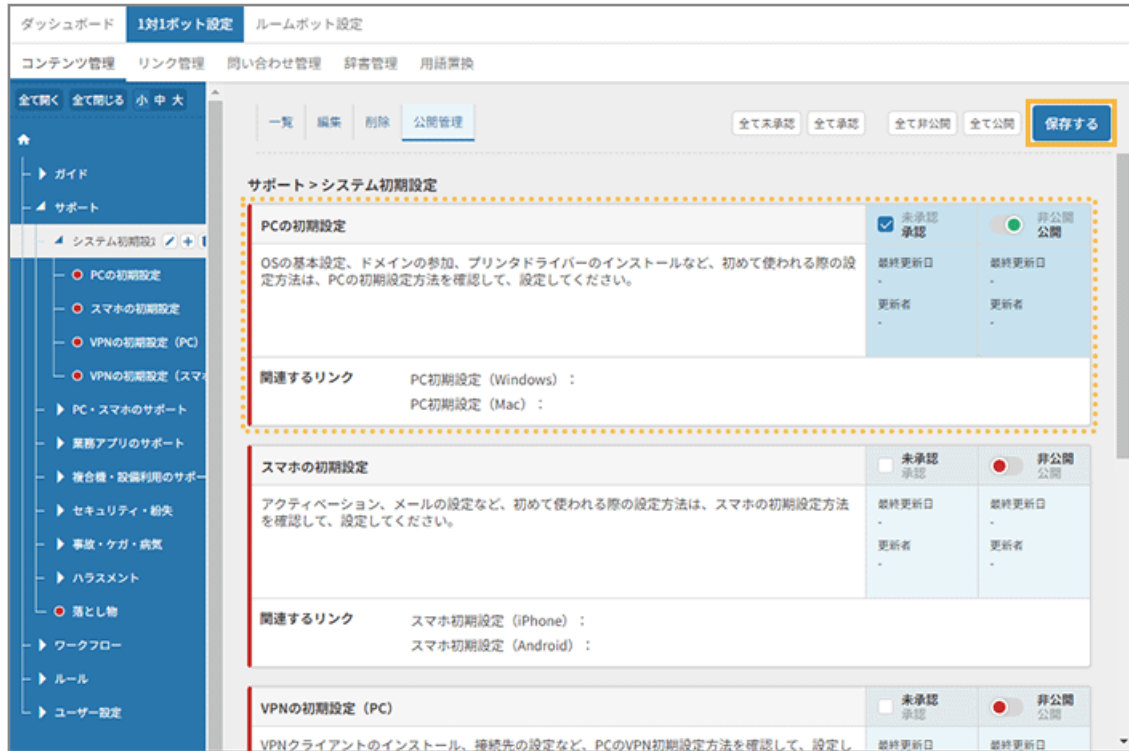 ダッシュボード 1対1ボット設定 ルームボット設定
コンテンツ管理 リンク管理 問い合わせ管理 辞書管理 用語置換
全て開く 全て閉じる 小 中 大
ガイド
サポート
システム初期設
PCの初期設定
スマホの初期設定
VPNの初期設定（PC）
VPNの初期設定（スマホ
PC・スマホのサポート
業務アプリのサポート
複合機・設備利用のサポー
セキュリティ・紛失
事故・ケガ・病気
ハラスメント
落とし物
ワークフロー
ルール
ユーザー設定
一覧 編集 削除 公開管理
全て未承認 全て承認 全て非公開 全て公開 保存する
サポート > システム初期設定
PCの初期設定
未承認 非公開
承認 公開
OSの基本設定、ドメインの参加、プリンタドライバーのインストールなど、初めて使われる際の設
定方法は、PCの初期設定方法を確認して、設定してください。
最終更新日 最終更新日
- -
更新者 更新者
- -
関連するリンク PC初期設定（Windows）：
PC初期設定（Mac）：
スマホの初期設定
未承認 非公開
承認 公開
アクティベーション、メールの設定など、初めて使われる際の設定方法は、スマホの初期設定方法
を確認して、設定してください。
最終更新日 最終更新日
- -
更新者 更新者
- -
関連するリンク スマホ初期設定（iPhone）：
スマホ初期設定（Android）：
VPNの初期設定（PC）
未承認 非公開
承認 公開
VPNクライアントのインストール、接続先の設定など、PCのVPN初期設定方法を確認して、設定し
最終更新日 最終更新日